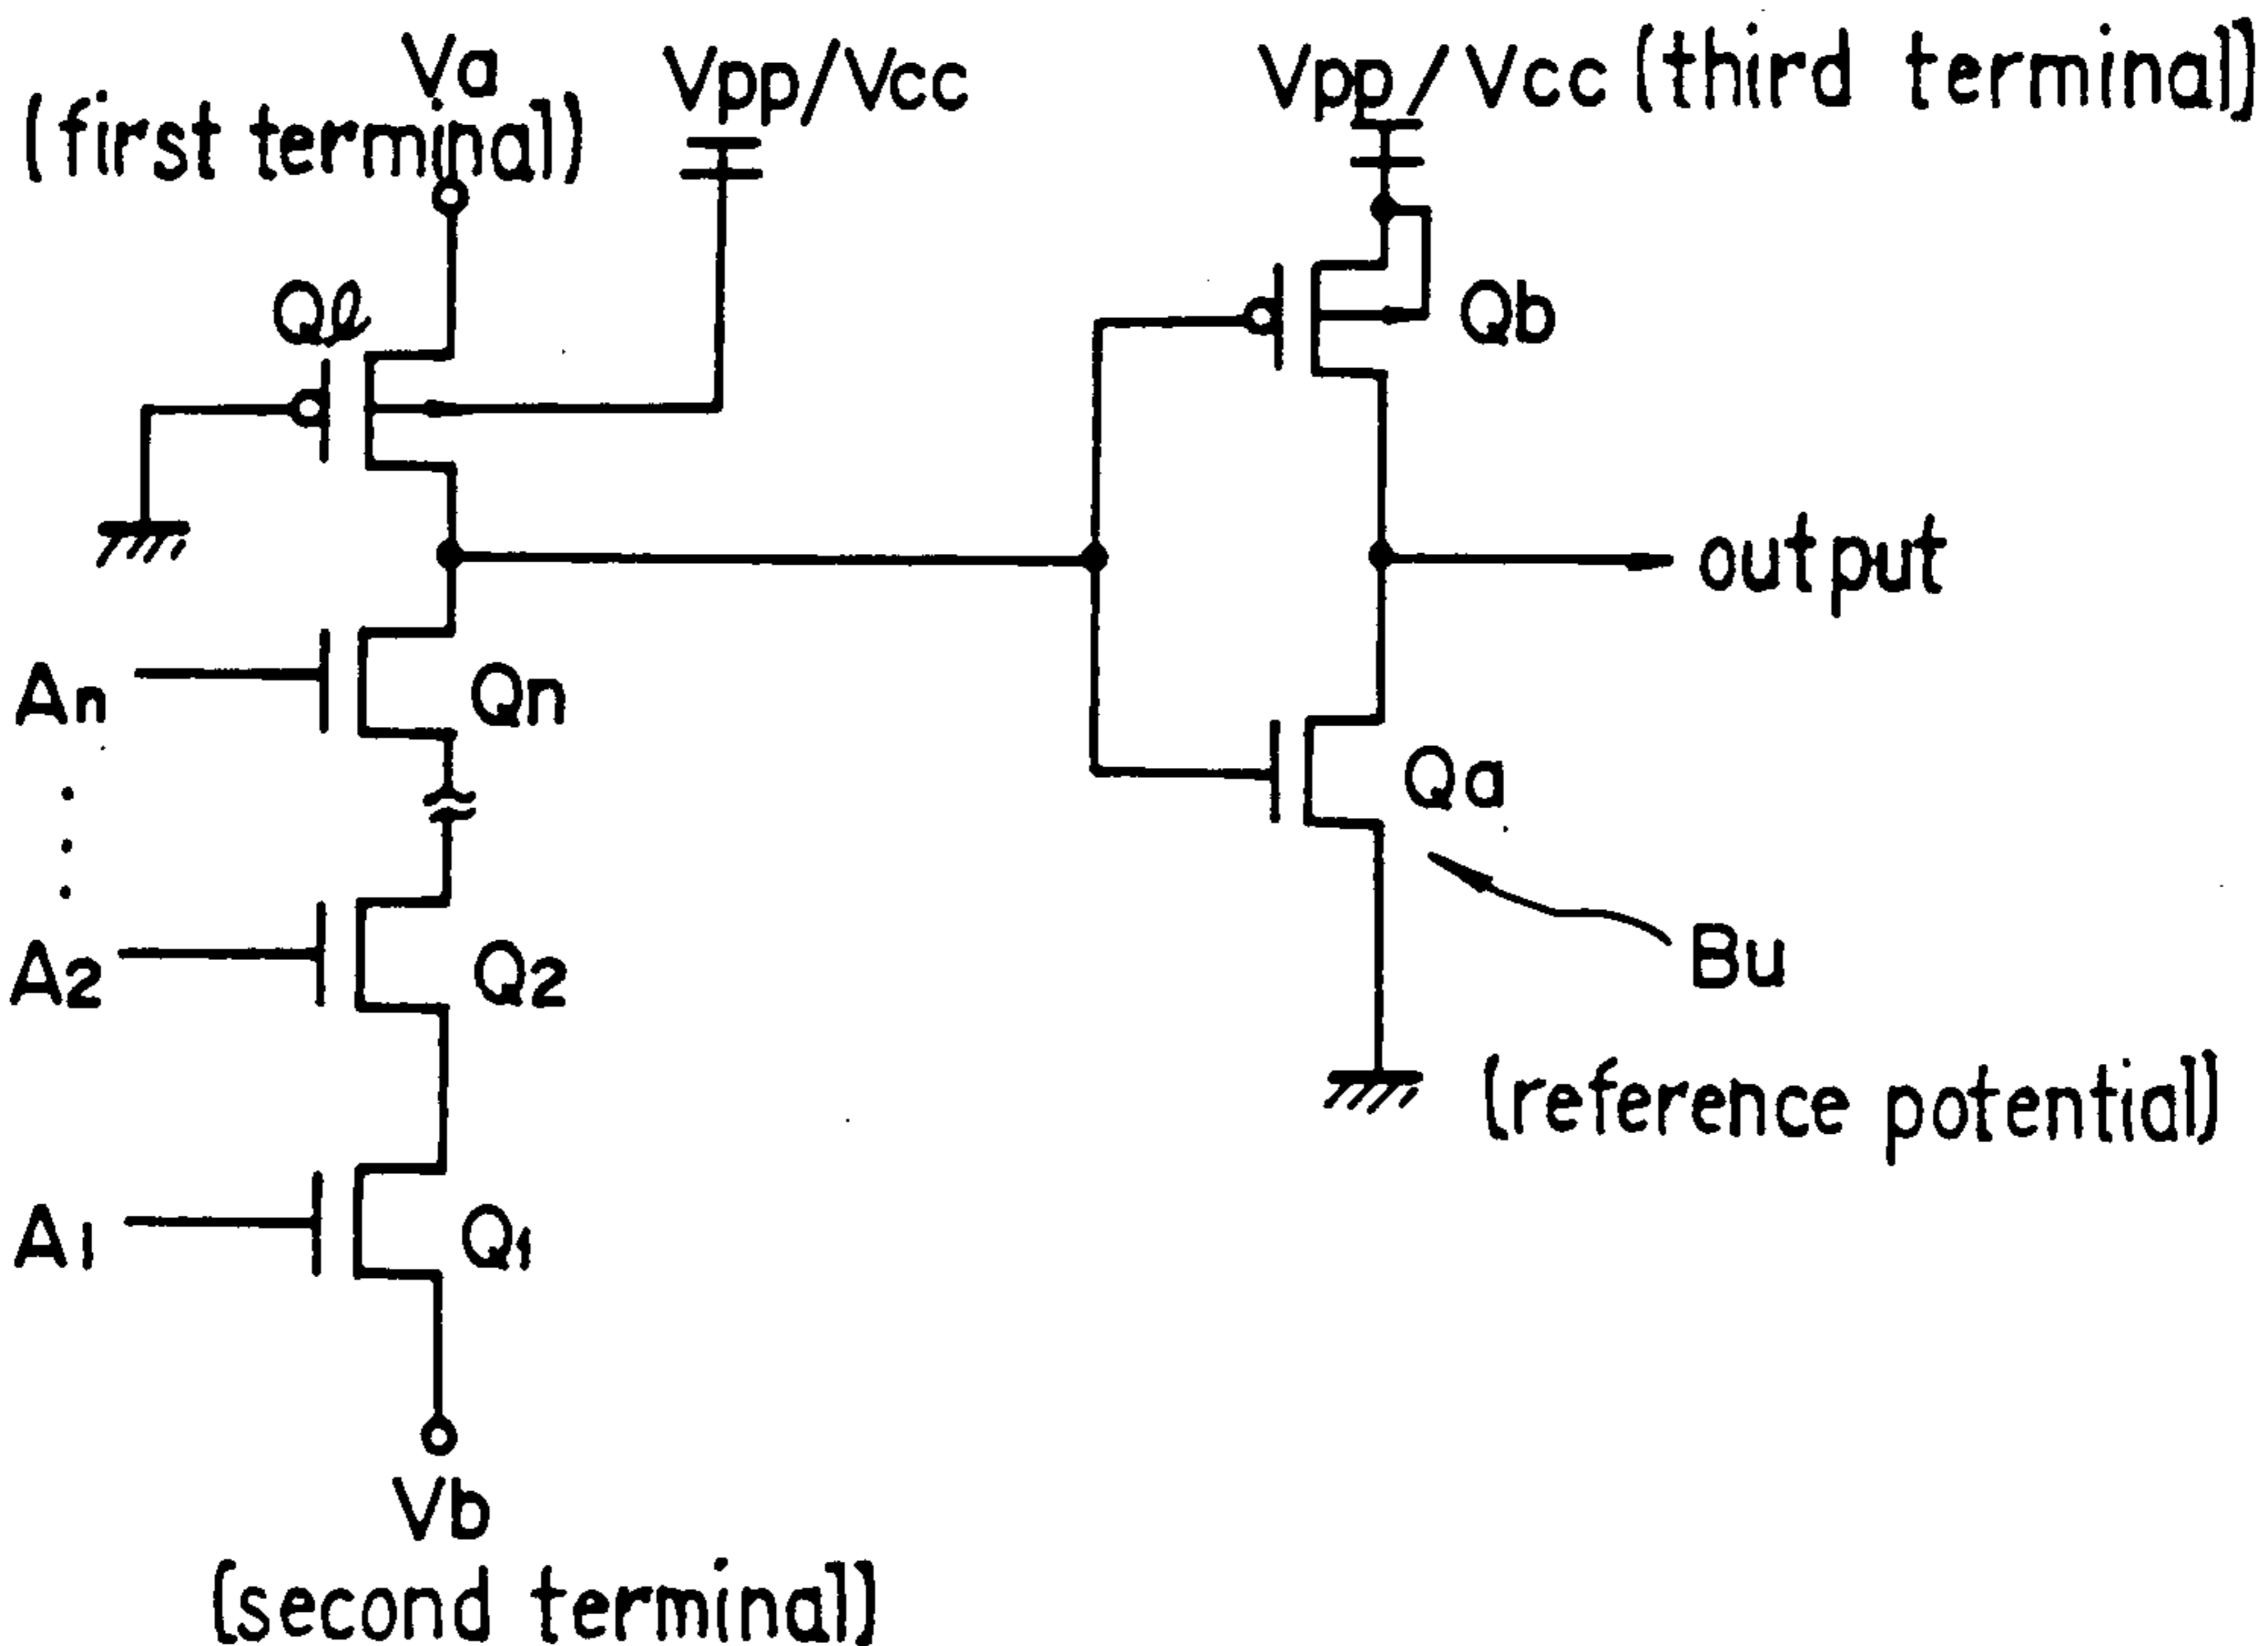 Va
(first terminal)
Vpp/Vcc
Vpp/Vcc (third terminal)
Qℓ
Qb
output
An
Qn
Qa
A2
Q2
Bu
(reference potential)
A1
Q1
Vb
(second terminal)